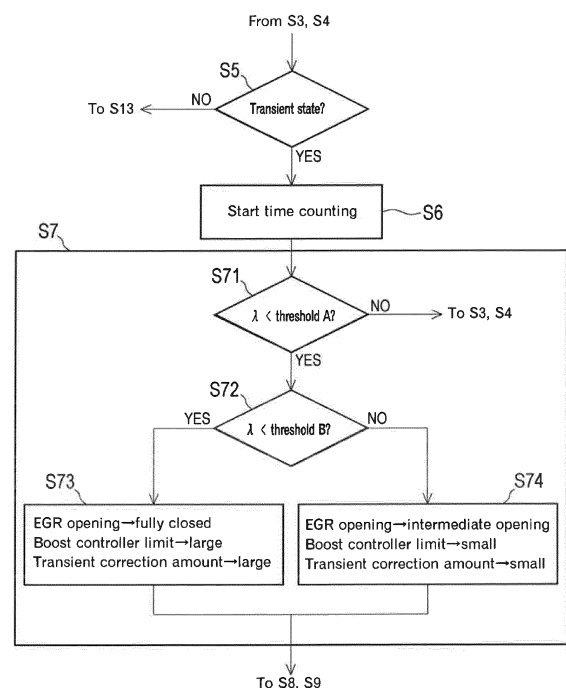 From S3, S4
S5
Transient state?
NO
To S13
YES
Start time counting
S6
S7
S71
λ < threshold A?
NO
To S3, S4
YES
S72
λ < threshold B?
YES
NO
S73
EGR opening→fully closed
Boost controller limit→large
Transient correction amount→large
S74
EGR opening→intermediate opening
Boost controller limit→small
Transient correction amount→small
To S8, S9